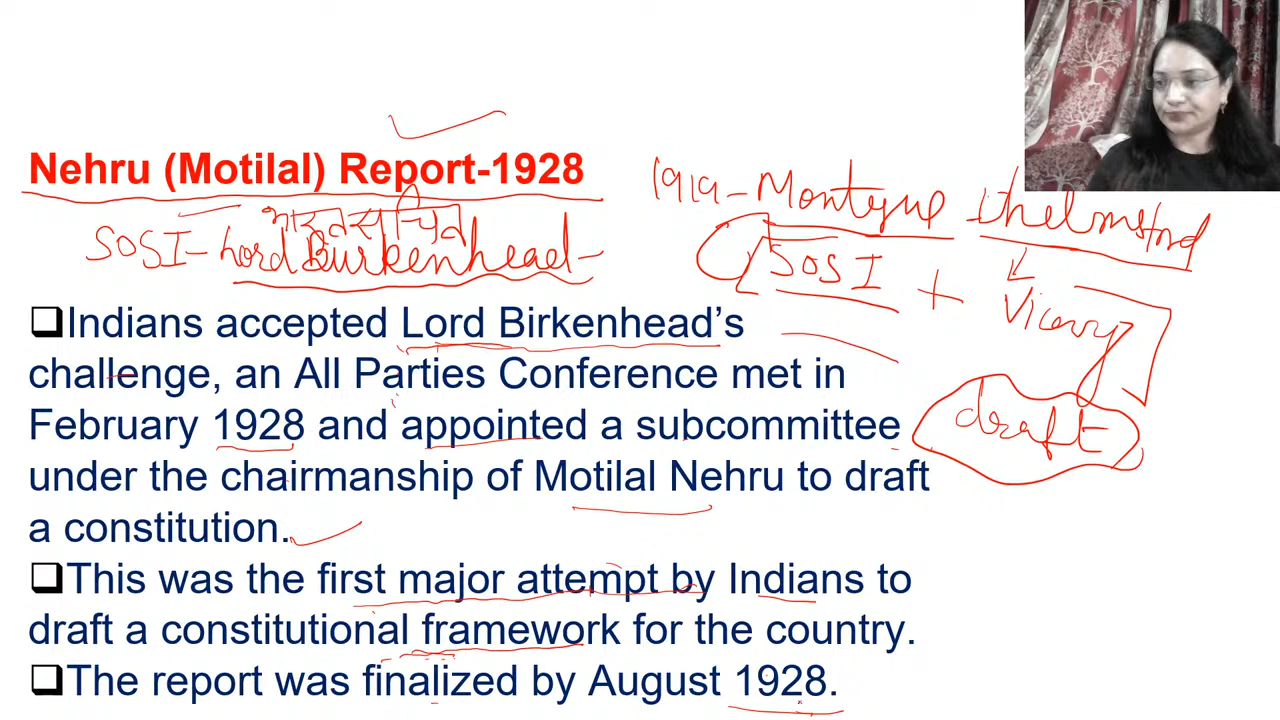 Nehru (Motilal) Report-1928
1919-Montague -Chelmsford
SOSI-Lord Burkenhead-
SOSI + Viceroy
❑Indians accepted Lord Birkenhead's
challenge, an All Parties Conference met in
February 1928 and appointed a subcommittee
draft
under the chairmanship of Motilal Nehru to draft
a constitution.
❑This was the first major attempt by Indians to
draft a constitutional framework for the country.
❑The report was finalized by August 1928.